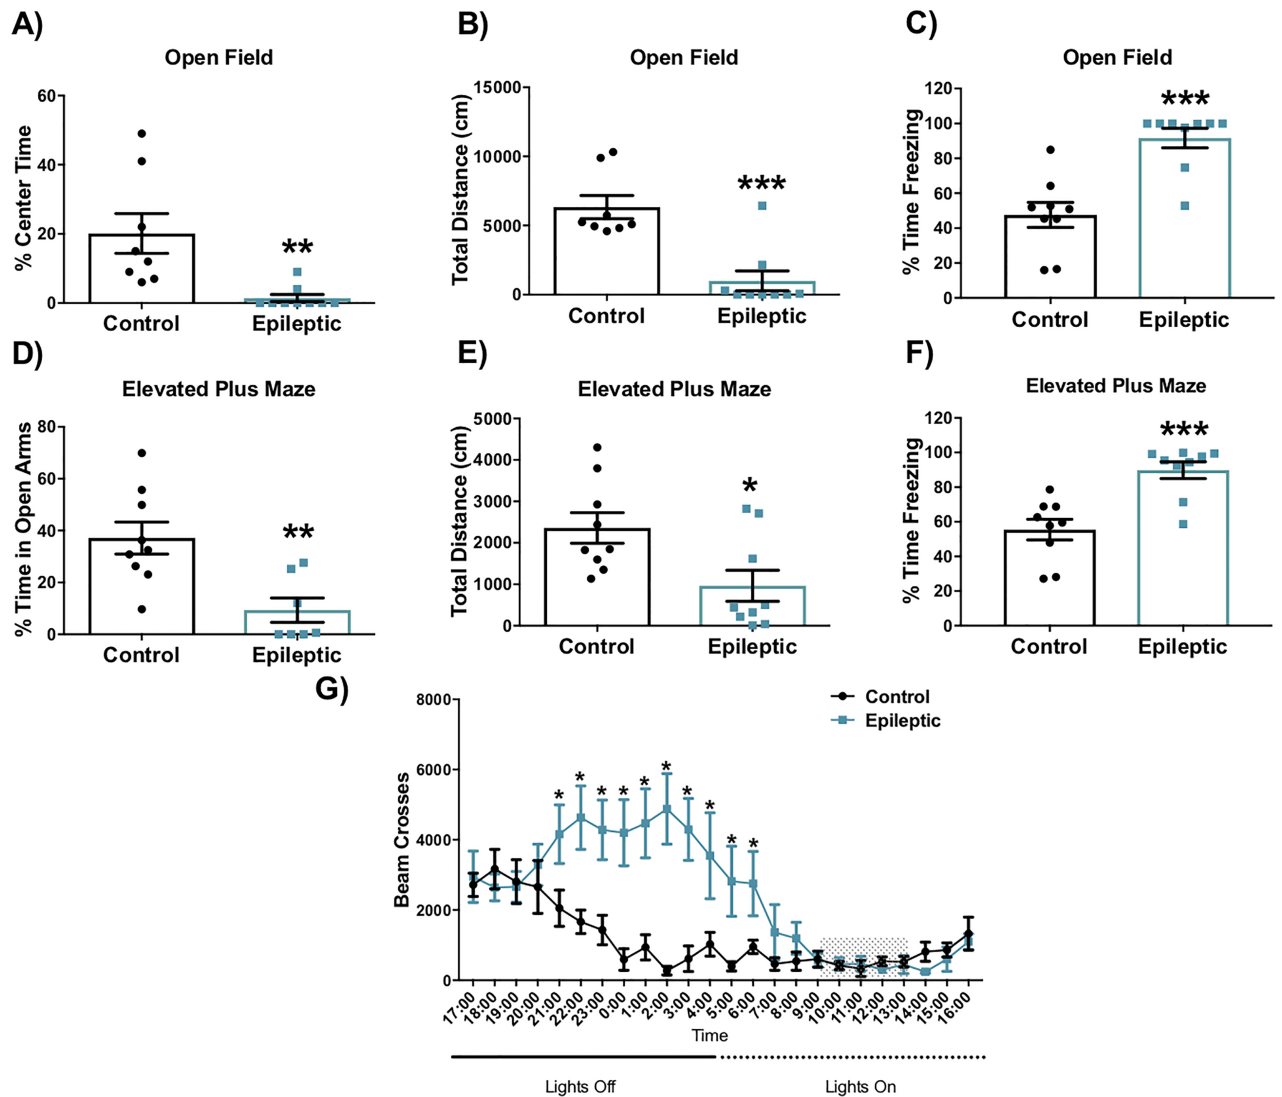 A)
Open Field
% Center Time
60
40
20
0
**
Control
Epileptic
B)
Open Field
Total Distance (cm)
15000
10000
5000
0
***
Control
Epileptic
C)
Open Field
% Time Freezing
120
100
80
60
40
20
0
***
Control
Epileptic
D)
Elevated Plus Maze
% Time in Open Arms
80
60
40
20
0
**
Control
Epileptic
E)
Elevated Plus Maze
Total Distance (cm)
5000
4000
3000
2000
1000
0
*
Control
Epileptic
F)
Elevated Plus Maze
% Time Freezing
120
100
80
60
40
20
0
***
Control
Epileptic
G)
Control
Epileptic
Beam Crosses
8000
6000
4000
2000
0
* * * * * * * * * *
17:00 18:00 19:00 20:00 21:00 22:00 23:00 0:00 1:00 2:00 3:00 4:00 5:00 6:00 7:00 8:00 9:00 10:00 11:00 12:00 13:00 14:00 15:00 16:00
Time
Lights Off
Lights On